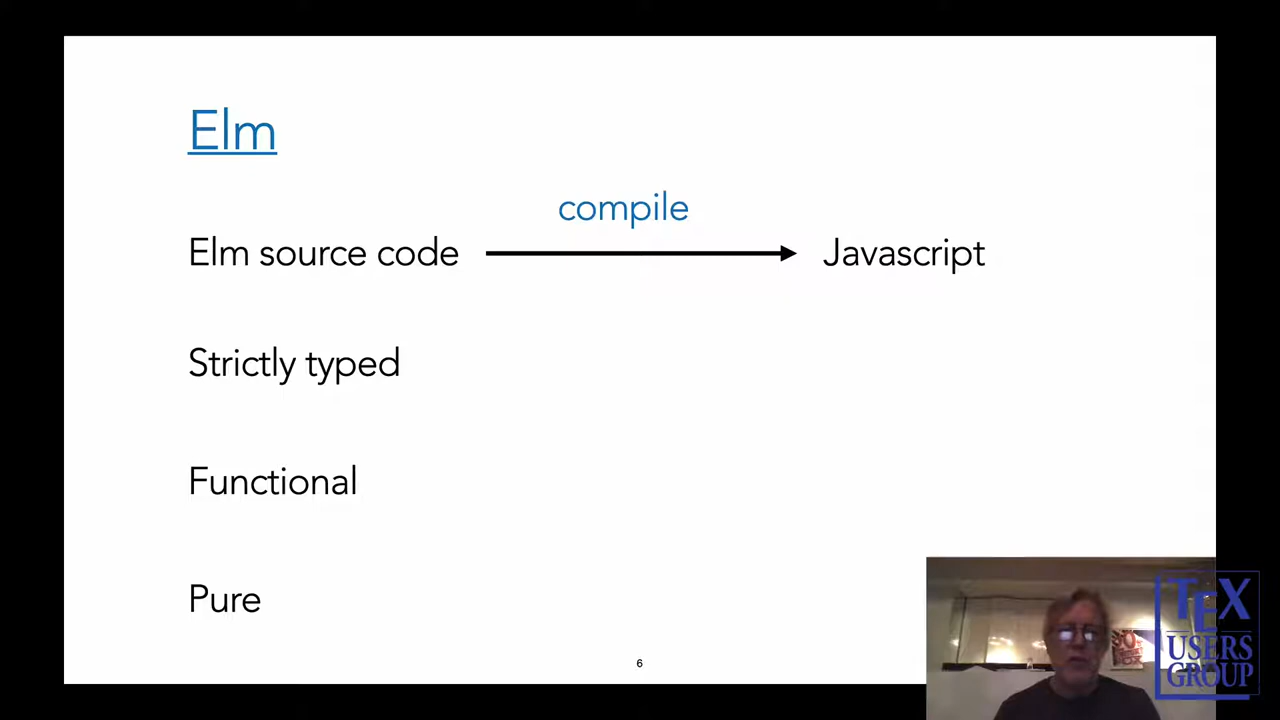 Elm
compile
Elm source code
Javascript
Strictly typed
Functional
Pure
6
TEX
USERS
GROUP